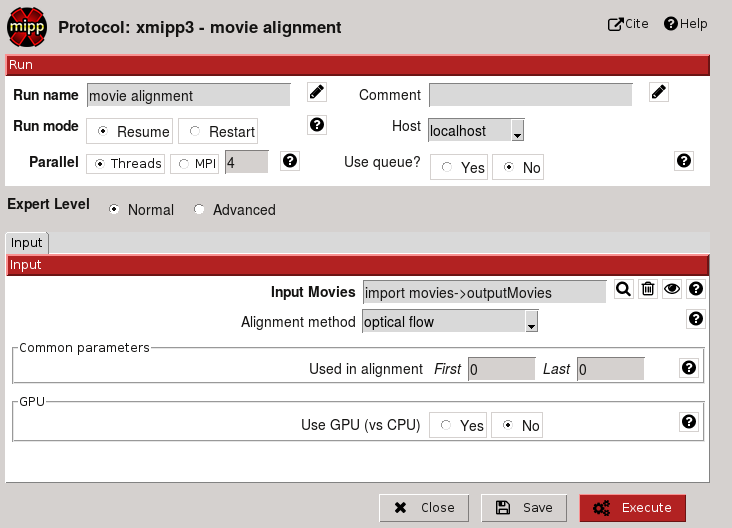 mipp Protocol: xmipp3 - movie alignment Cite Help
Run
Run name movie alignment Comment
Run mode Resume Restart Host localhost
Parallel Threads MPI 4 Use queue? Yes No
Expert Level Normal Advanced
Input
Input
Input Movies import movies->outputMovies
Alignment method optical flow
Common parameters
Used in alignment First 0 Last 0
GPU
Use GPU (vs CPU) Yes No
Close Save Execute